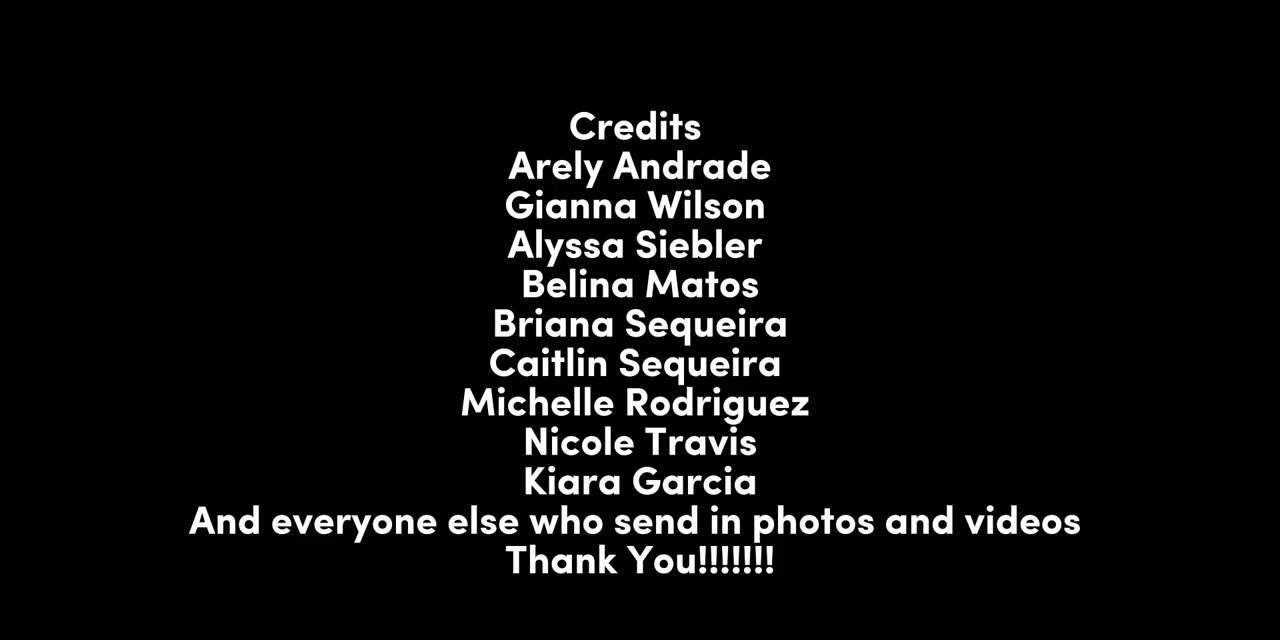 Credits
Arely Andrade
Gianna Wilson
Alyssa Siebler
Belina Matos
Briana Sequeira
Caitlin Sequeira
Michelle Rodriguez
Nicole Travis
Kiara Garcia
And everyone else who send in photos and videos
Thank You!!!!!!!